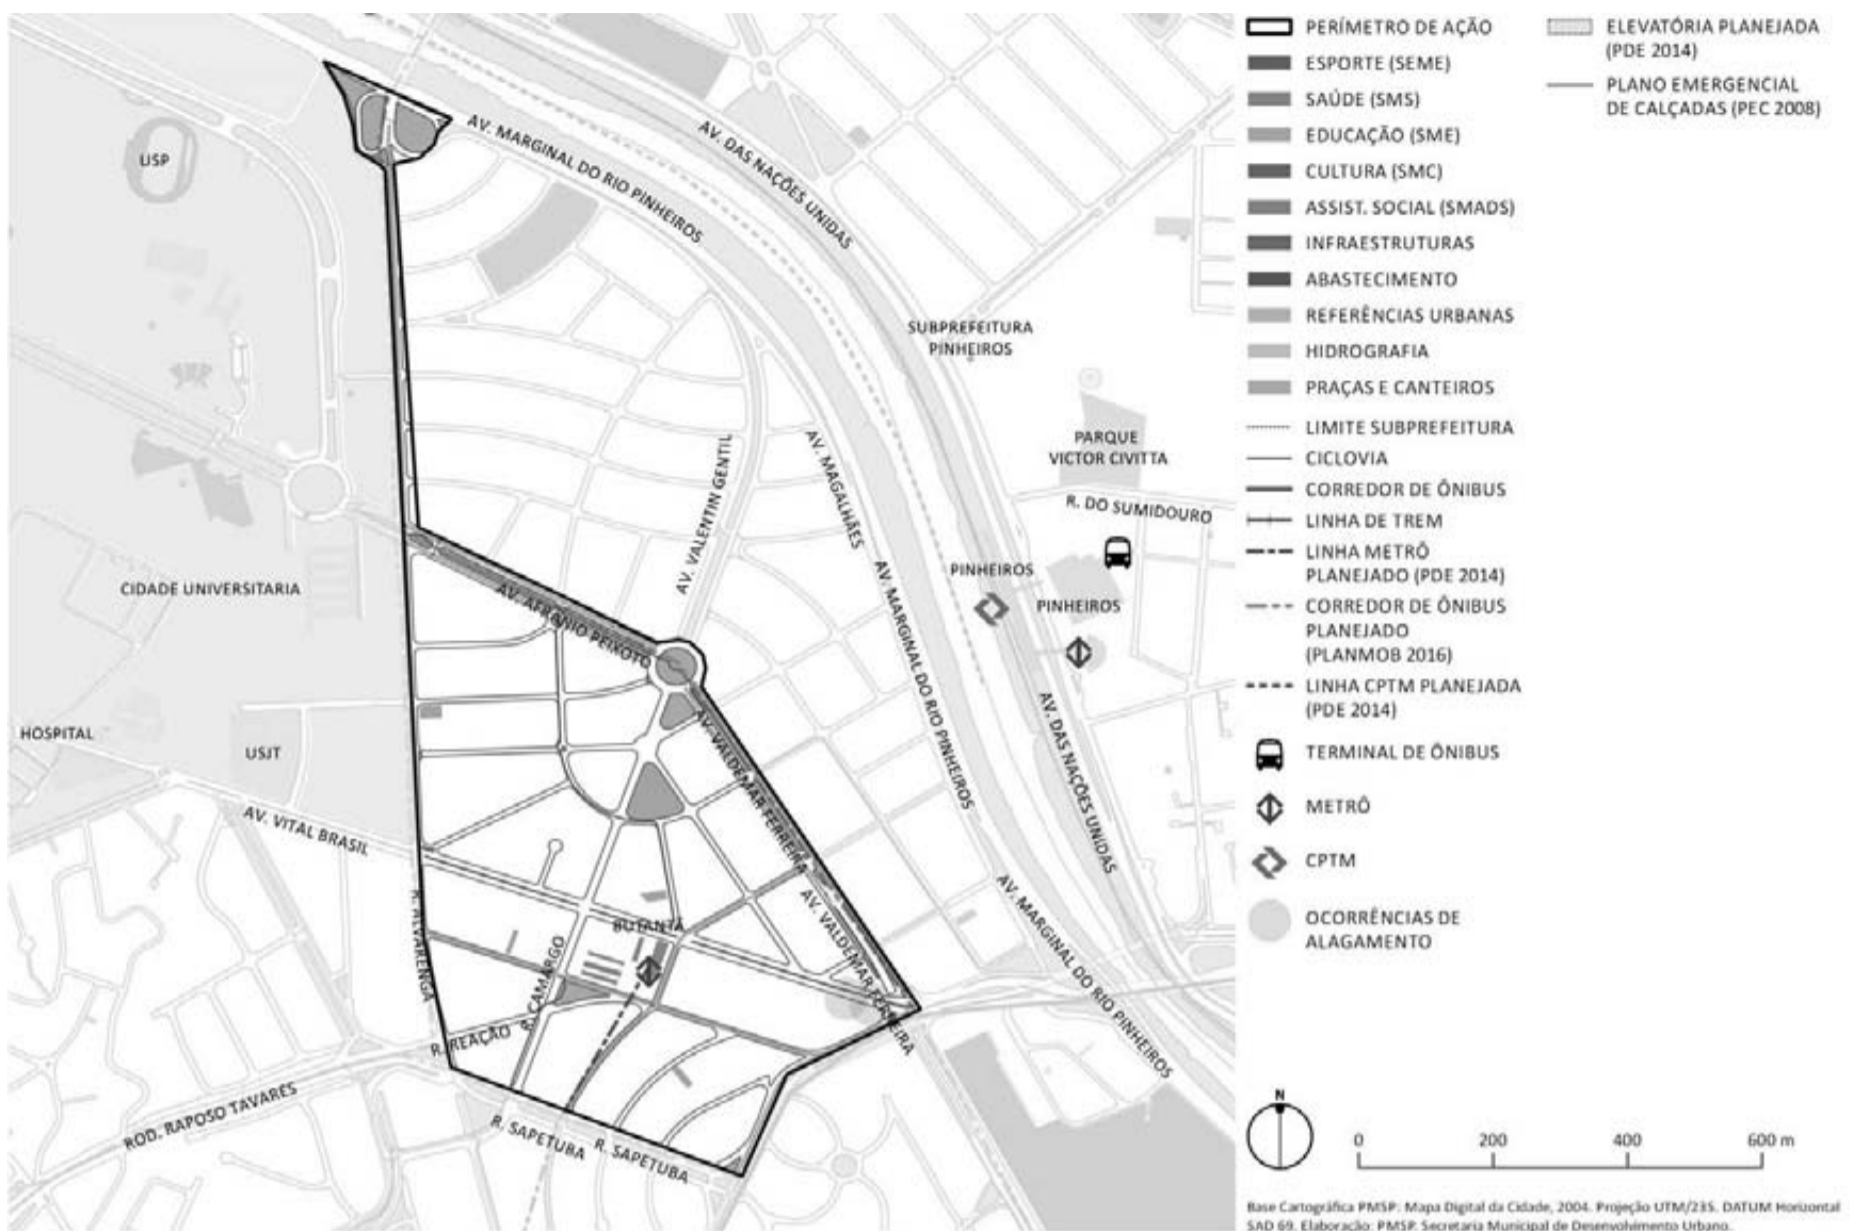 USP
AV. MARGINAL DO RIO PINHEIROS
AV. DAS NAÇÕES UNIDAS
SUBPREFEITURA
PINHEIROS
PARQUE
VICTOR CIVITTA
R. DO SUMIDOURO
AV. VALENTIN GENTIL
AV. MAGALHÃES
PINHEIROS
PINHEIROS
AV. MARGINAL DO RIO PINHEIROS
AV. DAS NAÇÕES UNIDAS
CIDADE UNIVERSITARIA
AV. AFRÂNIO PEIXOTO
HOSPITAL
USJT
AV. VITAL BRASIL
AV. VALDEMAR FERREIRA
AV. VALDEMAR FERREIRA
AV. MARGINAL DO RIO PINHEIROS
R. ALVARENGA
BUTANTÃ
R. CAMARGO
R. REAÇÃO
ROD. RAPOSO TAVARES
R. SAPETUBA
R. SAPETUBA
PERÍMETRO DE AÇÃO
ESPORTE (SEME)
SAÚDE (SMS)
EDUCAÇÃO (SME)
CULTURA (SMC)
ASSIST. SOCIAL (SMADS)
INFRAESTRUTURAS
ABASTECIMENTO
REFERÊNCIAS URBANAS
HIDROGRAFIA
PRAÇAS E CANTEIROS
LIMITE SUBPREFEITURA
CICLOVIA
CORREDOR DE ÔNIBUS
LINHA DE TREM
LINHA METRÔ
PLANEJADO (PDE 2014)
CORREDOR DE ÔNIBUS
PLANEJADO
(PLANMOB 2016)
LINHA CPTM PLANEJADA
(PDE 2014)
TERMINAL DE ÔNIBUS
METRÔ
CPTM
OCORRÊNCIAS DE
ALAGAMENTO
ELEVATÓRIA PLANEJADA
(PDE 2014)
PLANO EMERGENCIAL
DE CALÇADAS (PEC 2008)
N
0 200 400 600 m
Base Cartográfica PMSP: Mapa Digital da Cidade, 2004. Projeção UTM/23S. DATUM Horizontal
SAD 69. Elaboração: PMSP. Secretaria Municipal de Desenvolvimento Urbano.